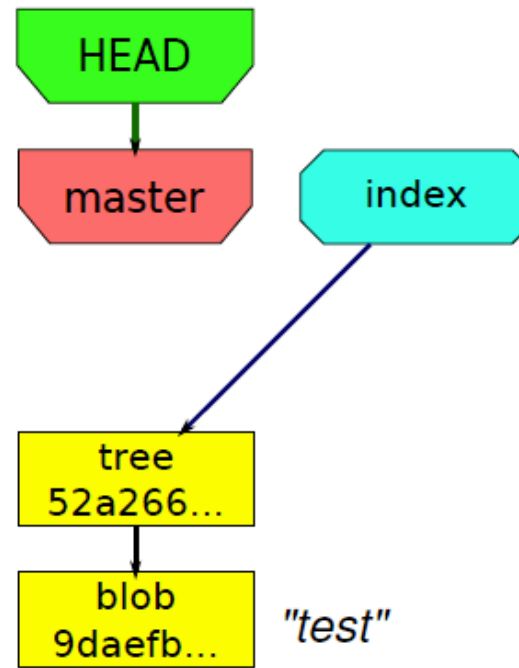 HEAD
master
index
tree
52a266...
blob
9daefb...
"test"